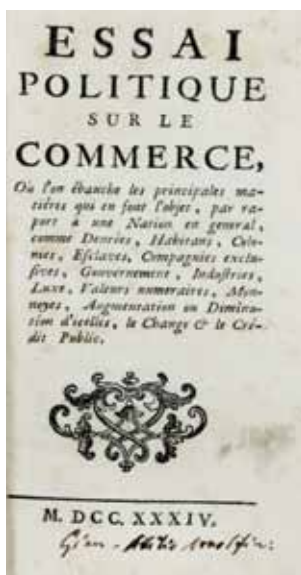 ESSAI
POLITIQUE
SUR LE
COMMERCE,
Où l'on ébauche les principales ma-
tiéres qui en font l'objet, par ra-
port à une Nation en general,
comme Denrées, Habitans, Colo-
nies, Esclaves, Compagnies exclu-
sives, Gouvernement, Industries,
Luxe, Valeurs numeraires, Mon-
noyes, Augmentation ou Diminu-
tion d'icelles, le Change & le Cré-
dit Public.
M. DCC. XXXIV.